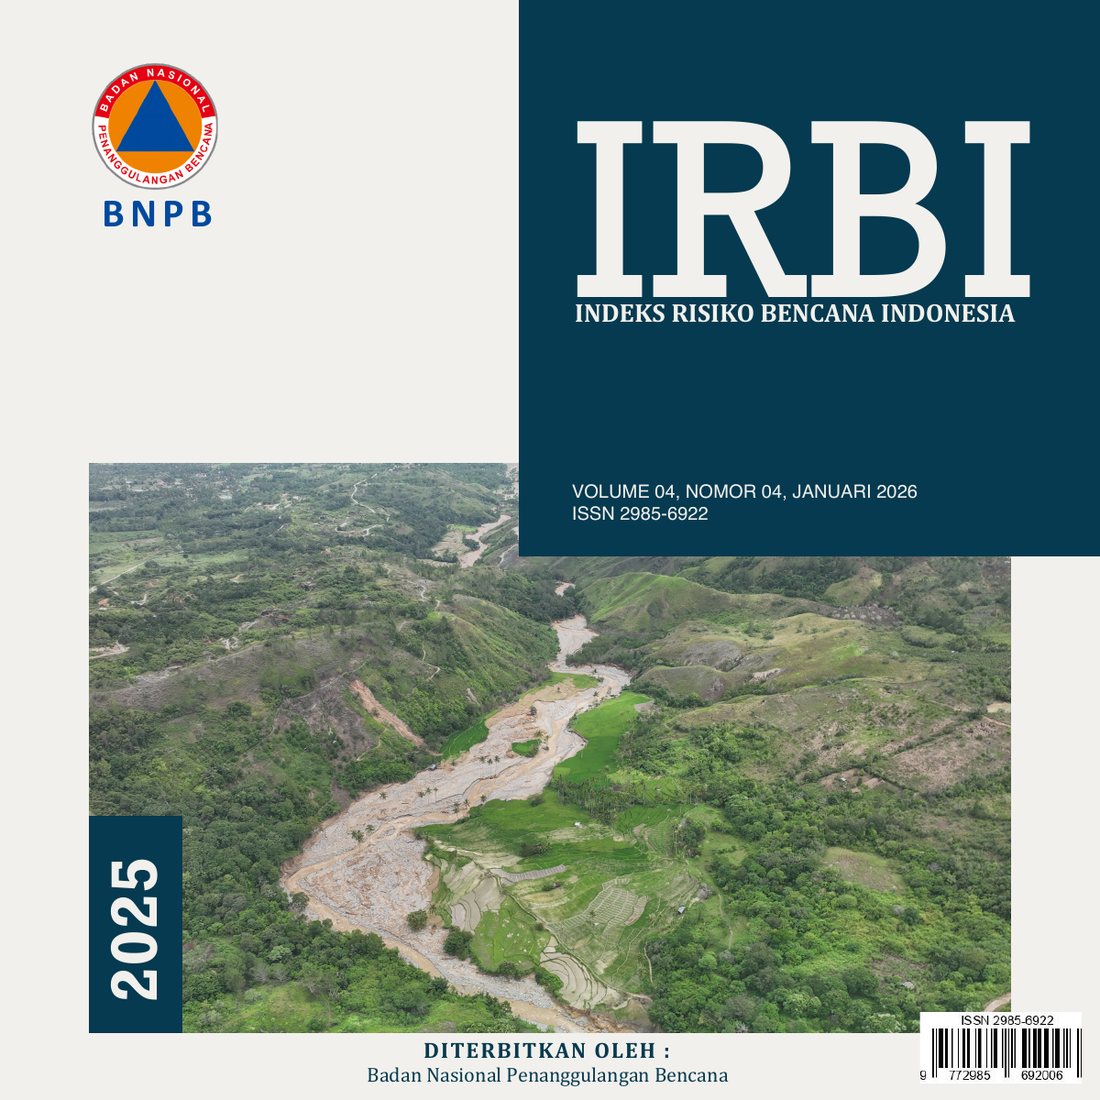 BADAN NASIONAL
PENANGGULANGAN BENCANA
BNPB
IRBI
INDEKS RISIKO BENCANA INDONESIA
VOLUME 04, NOMOR 04, JANUARI 2026
ISSN 2985-6922
2025
DITERBITKAN OLEH :
Badan Nasional Penanggulangan Bencana
ISSN 2985-6922
9 772985 692006